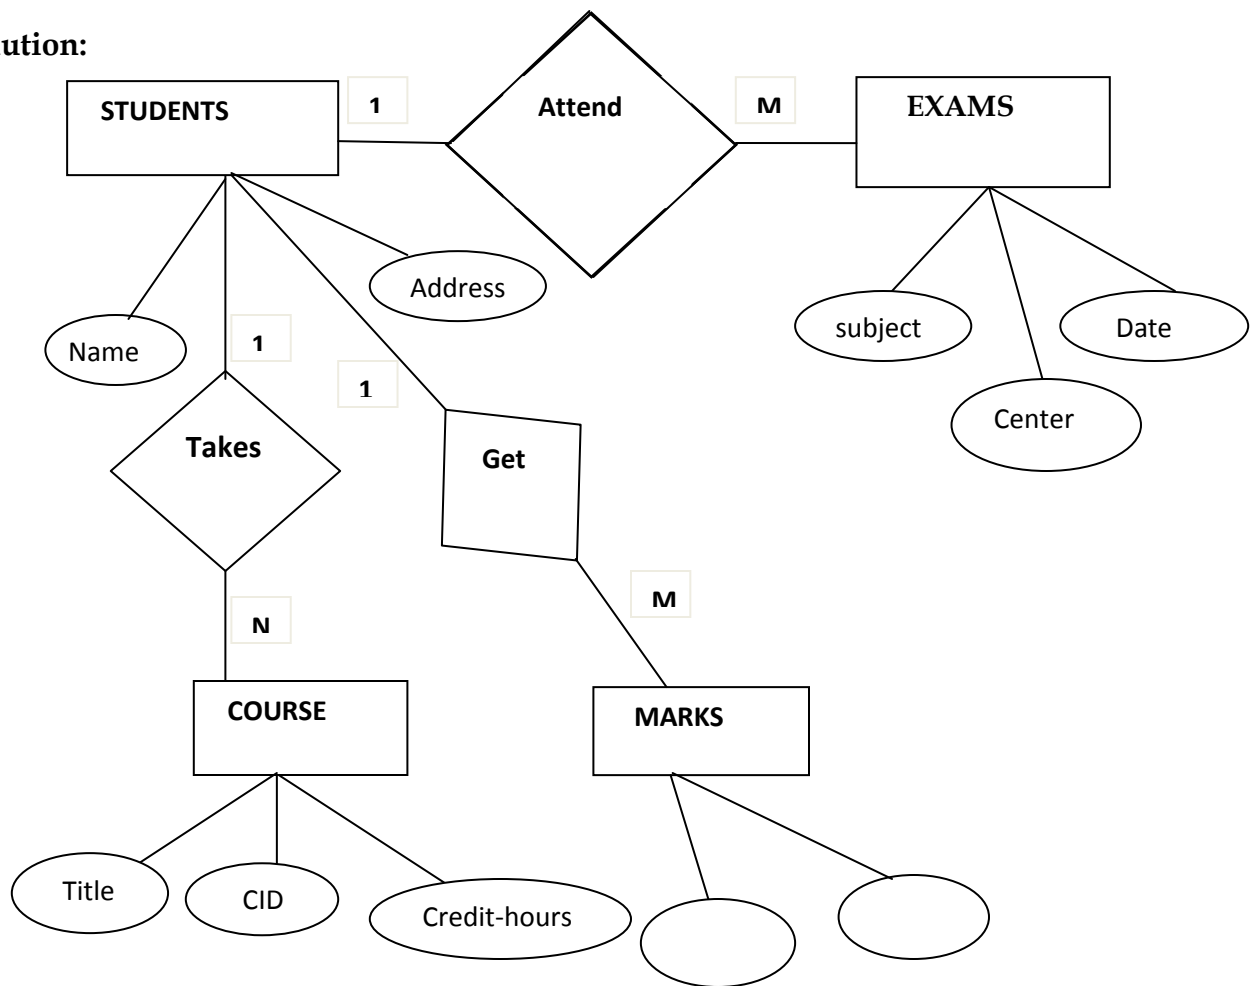 ution:
STUDENTS
1
Attend
M
EXAMS
Address
subject
Date
Name
1
1
Center
Takes
Get
M
N
COURSE
MARKS
Title
CID
Credit-hours